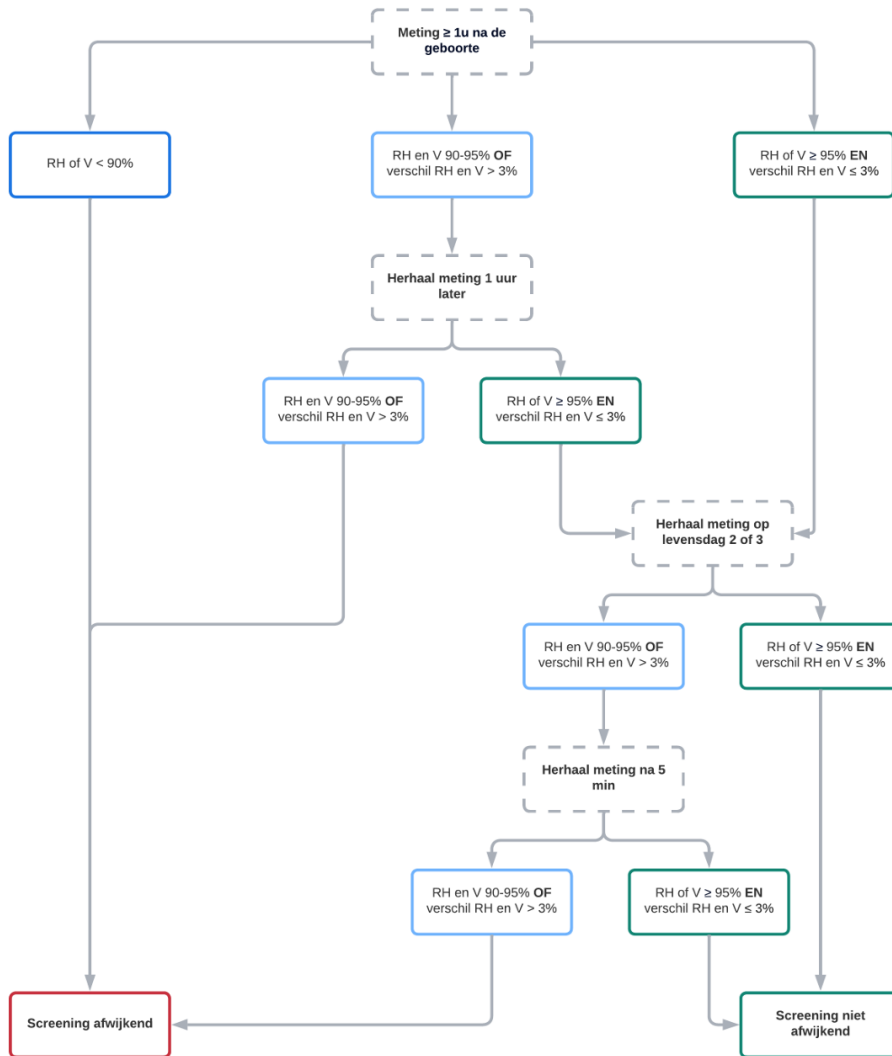 Meting ≥ 1u na de
geboorte
RH of V < 90%
RH en V 90-95% OF
verschil RH en V > 3%
RH of V ≥ 95% EN
verschil RH en V ≤ 3%
Herhaal meting 1 uur
later
RH en V 90-95% OF
verschil RH en V > 3%
RH of V ≥ 95% EN
verschil RH en V ≤ 3%
Herhaal meting op
levensdag 2 of 3
RH en V 90-95% OF
verschil RH en V > 3%
RH of V ≥ 95% EN
verschil RH en V ≤ 3%
Herhaal meting na 5
min
RH en V 90-95% OF
verschil RH en V > 3%
RH of V ≥ 95% EN
verschil RH en V ≤ 3%
Screening afwijkend
Screening niet
afwijkend